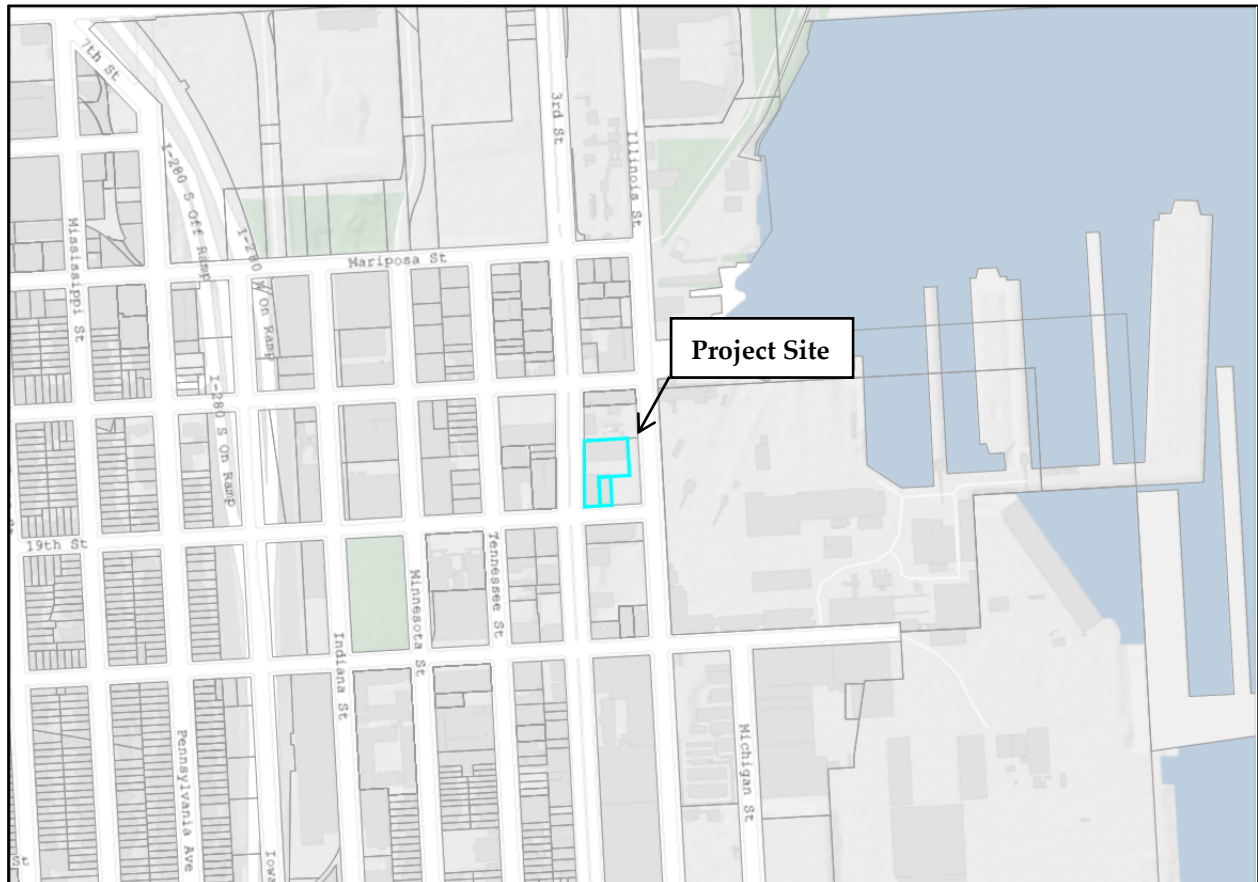 7th St
3rd St
Illinois St
I-280 S Off Ramp
Mississippi St
I-280 N On Ramp
Mariposa St
Project Site
I-280 S On Ramp
19th St
Tennessee St
Minnesota St
Indiana St
Pennsylvania Ave
Michigan St
Iowa
St